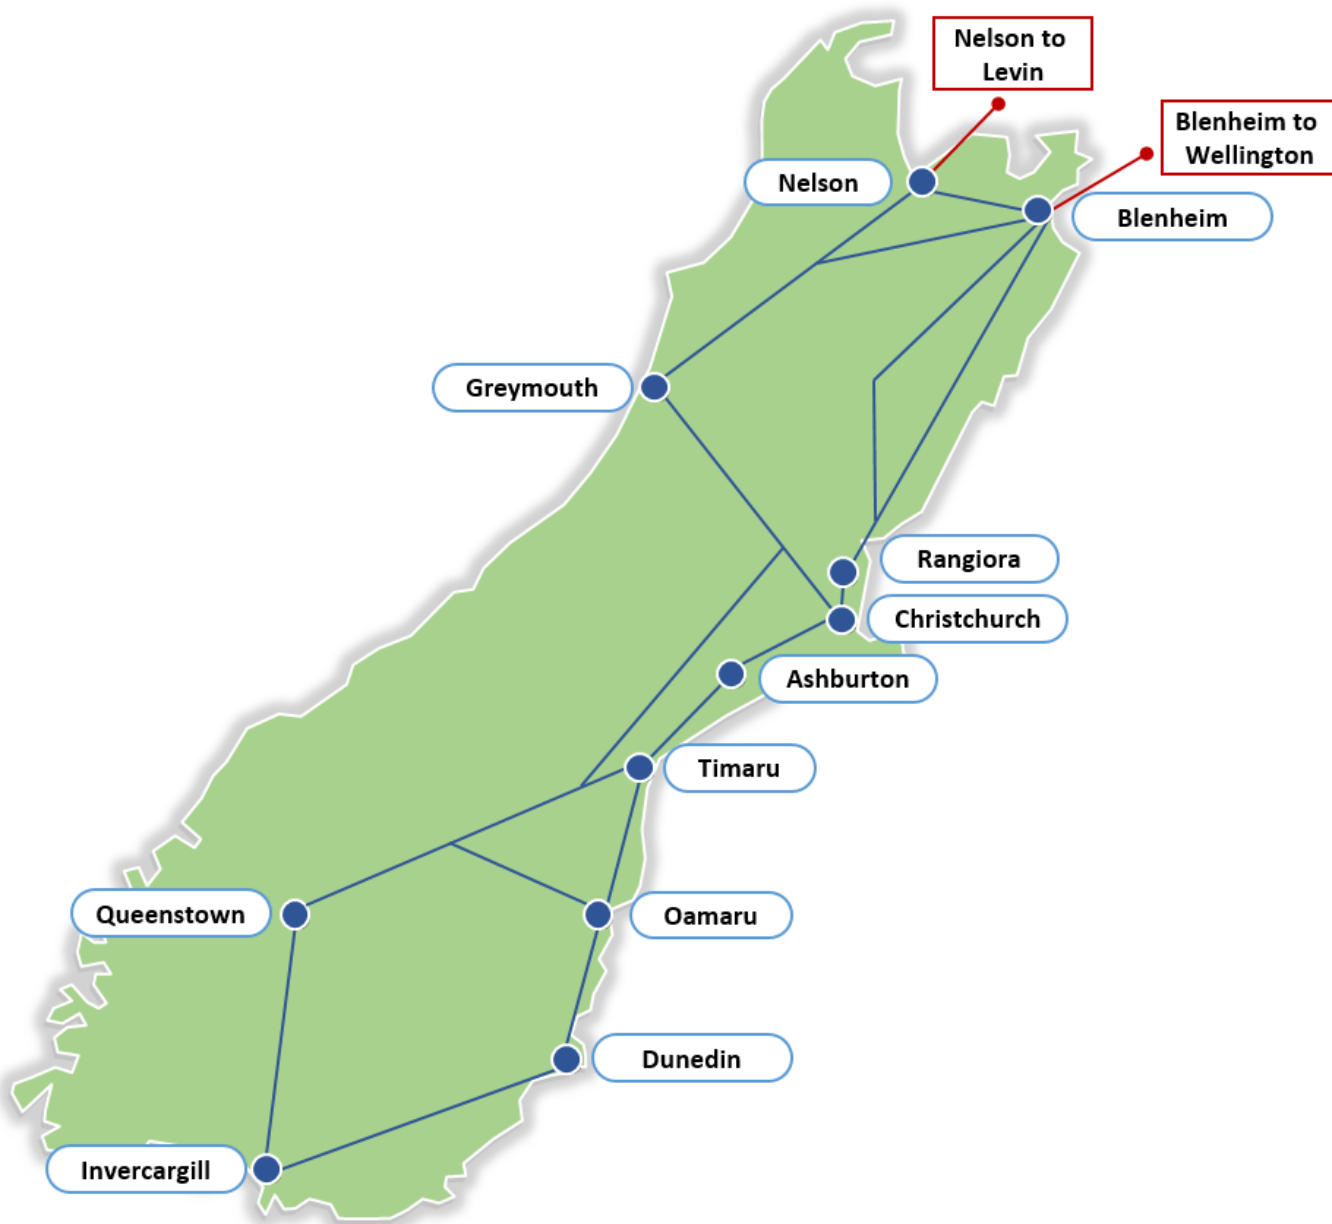 Nelson to
Levin
Blenheim to
Wellington
Nelson
Blenheim
Greymouth
Rangiora
Christchurch
Ashburton
Timaru
Queenstown
Oamaru
Dunedin
Invercargill